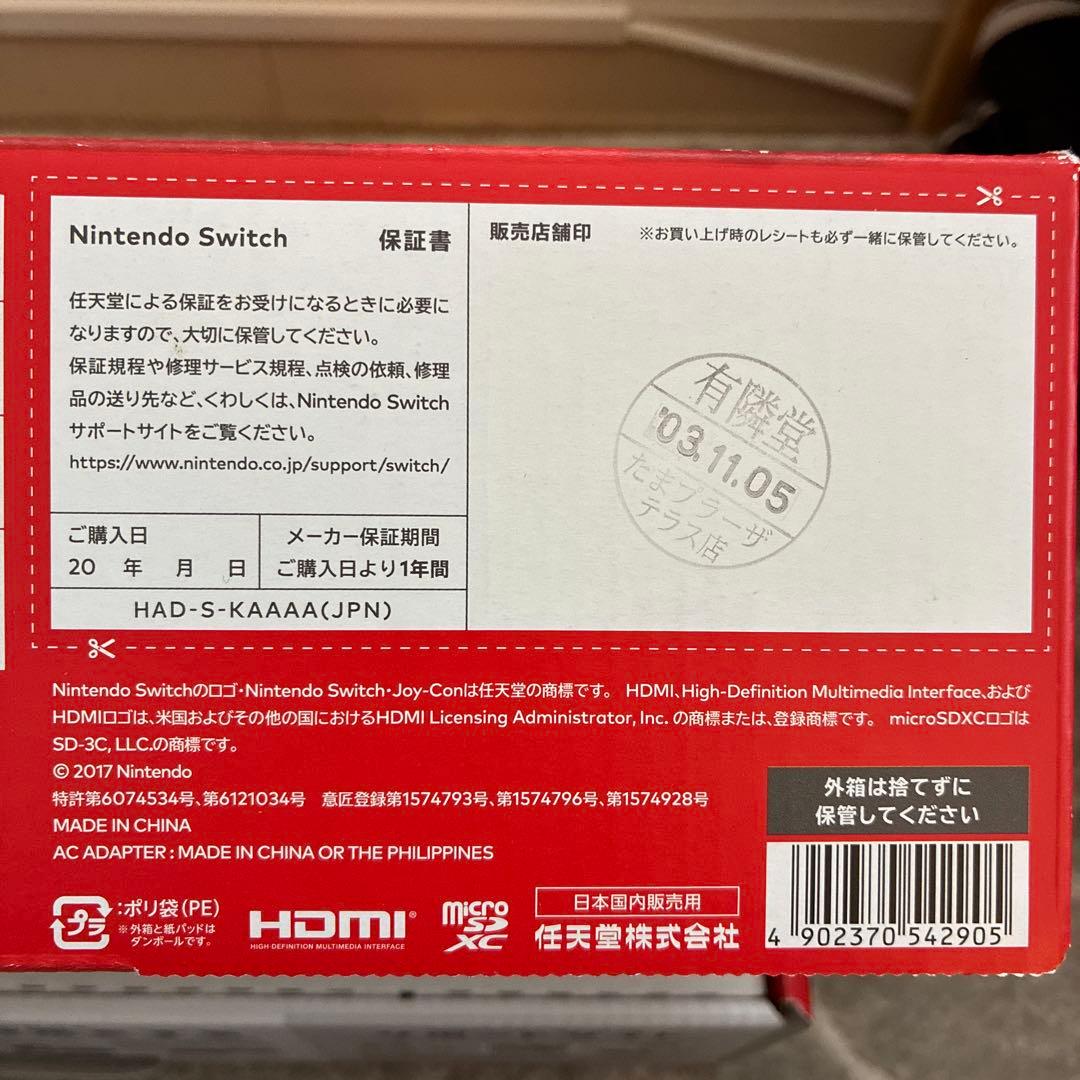 Nintendo Switch 保証書
任天堂による保証をお受けになるときに必要に
なりますので、大切に保管してください。
保証規程や修理サービス規程、点検の依頼、修理
品の送り先など、くわしくは、Nintendo Switch
サポートサイトをご覧ください。
https://www.nintendo.co.jp/support/switch/
ご購入日
20 年 月 日
メーカー保証期間
ご購入日より1年間
HAD-S-KAAAA(JPN)
販売店舗印
※お買い上げ時のレシートも必ず一緒に保管してください。
有隣堂
'03.11.05
たまプラーザ
テラス店
Nintendo Switchのロゴ・Nintendo Switch・Joy-Conは任天堂の商標です。 HDMI、High-Definition Multimedia Interface、および
HDMIロゴは、米国およびその他の国におけるHDMI Licensing Administrator, Inc. の商標または、登録商標です。 microSDXCロゴは
SD-3C, LLC.の商標です。
© 2017 Nintendo
特許第6074534号、第6121034号 意匠登録第1574793号、第1574796号、第1574928号
MADE IN CHINA
AC ADAPTER : MADE IN CHINA OR THE PHILIPPINES
外箱は捨てずに
保管してください
プラ
:ポリ袋(PE)
※外箱と紙パッドは
ダンボールです。
HDMI®
HIGH-DEFINITION MULTIMEDIA INTERFACE
micro
SD
XC
日本国内販売用
任天堂株式会社
4 902370 542905